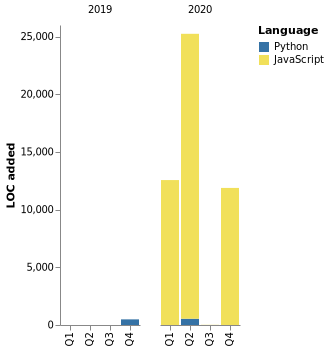 2019
2020
Language
Python
JavaScript
LOC added
25,000
20,000
15,000
10,000
5,000
0
Q1
Q2
Q3
Q4
Q1
Q2
Q3
Q4